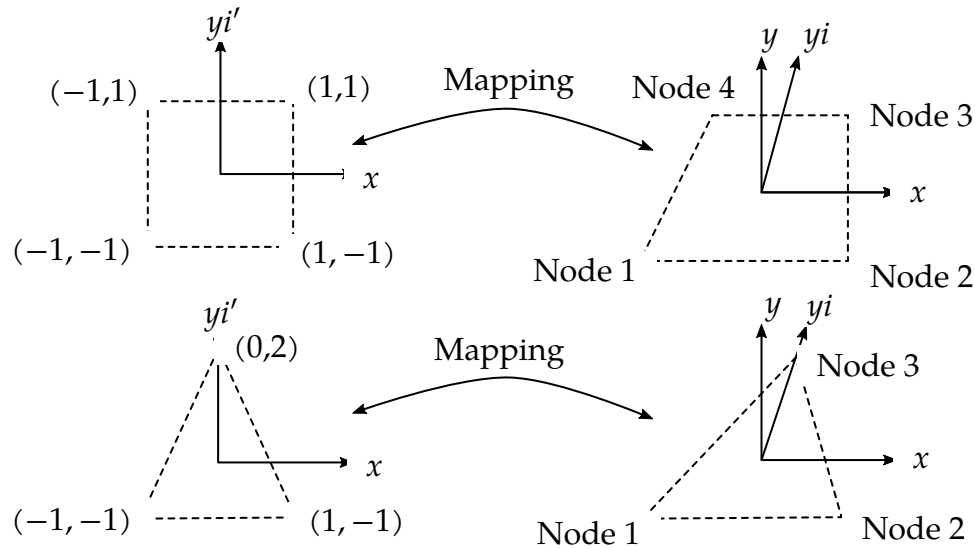 yi′
(−1,1)
(1,1)
x
(−1, −1)
(1, −1)
Mapping
y
yi
Node 4
Node 3
x
Node 1
Node 2
yi′
(0,2)
x
(−1, −1)
(1, −1)
Mapping
y
yi
Node 3
x
Node 1
Node 2